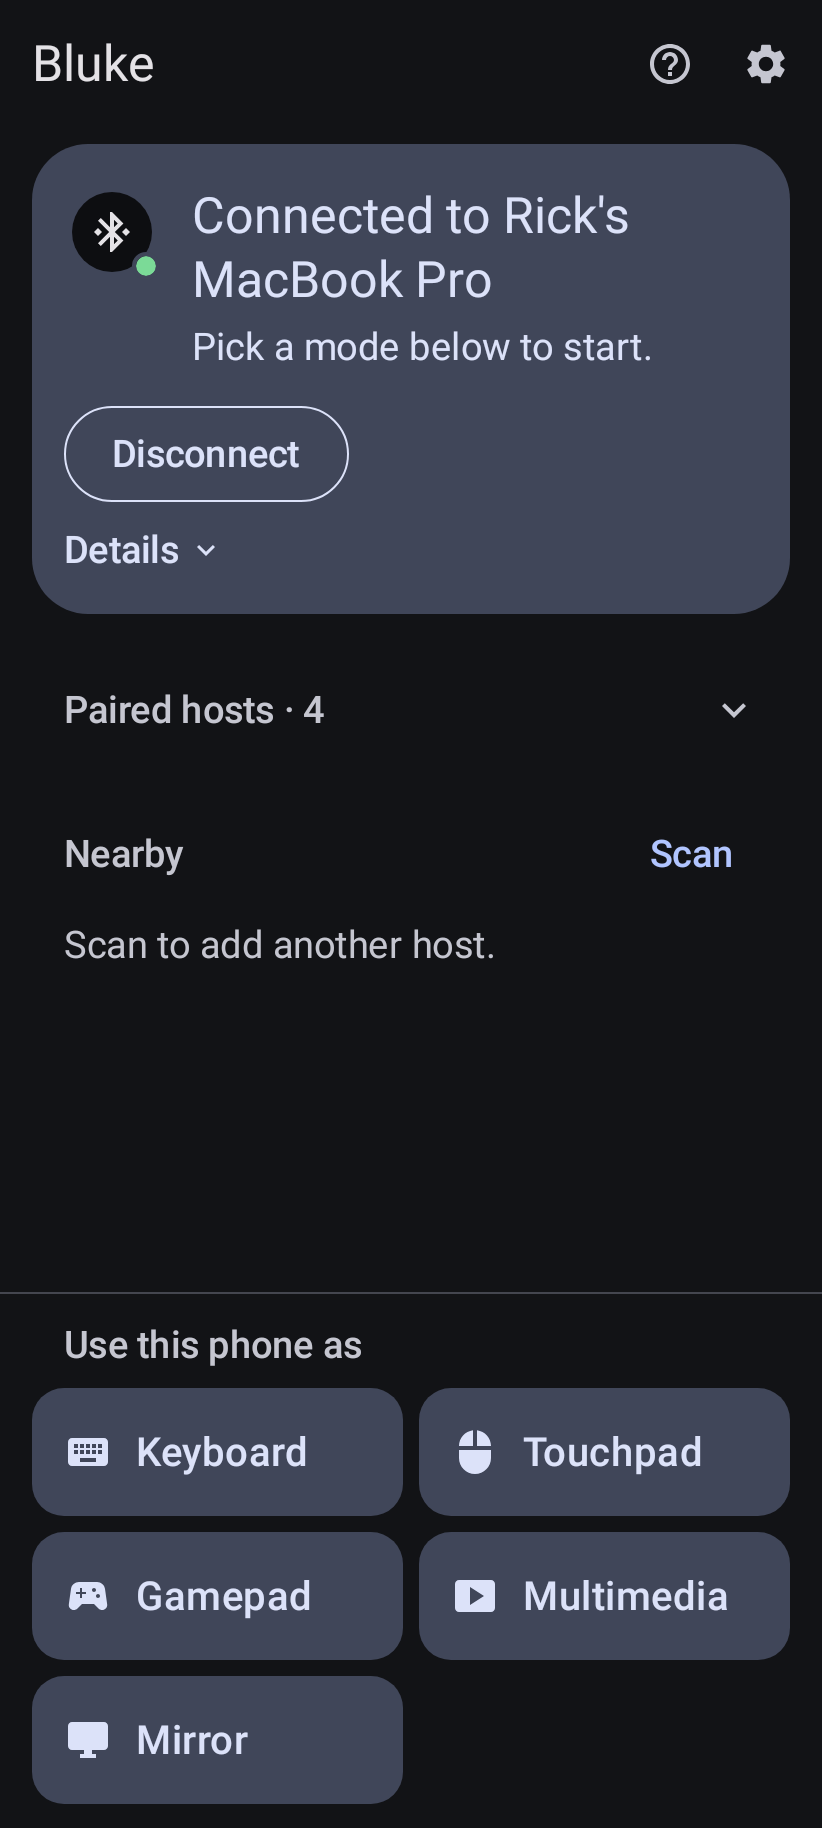 Bluke
Connected to Rick's
MacBook Pro
Pick a mode below to start.
Disconnect
Details
Paired hosts · 4
Nearby
Scan
Scan to add another host.
Use this phone as
Keyboard
Touchpad
Gamepad
Multimedia
Mirror